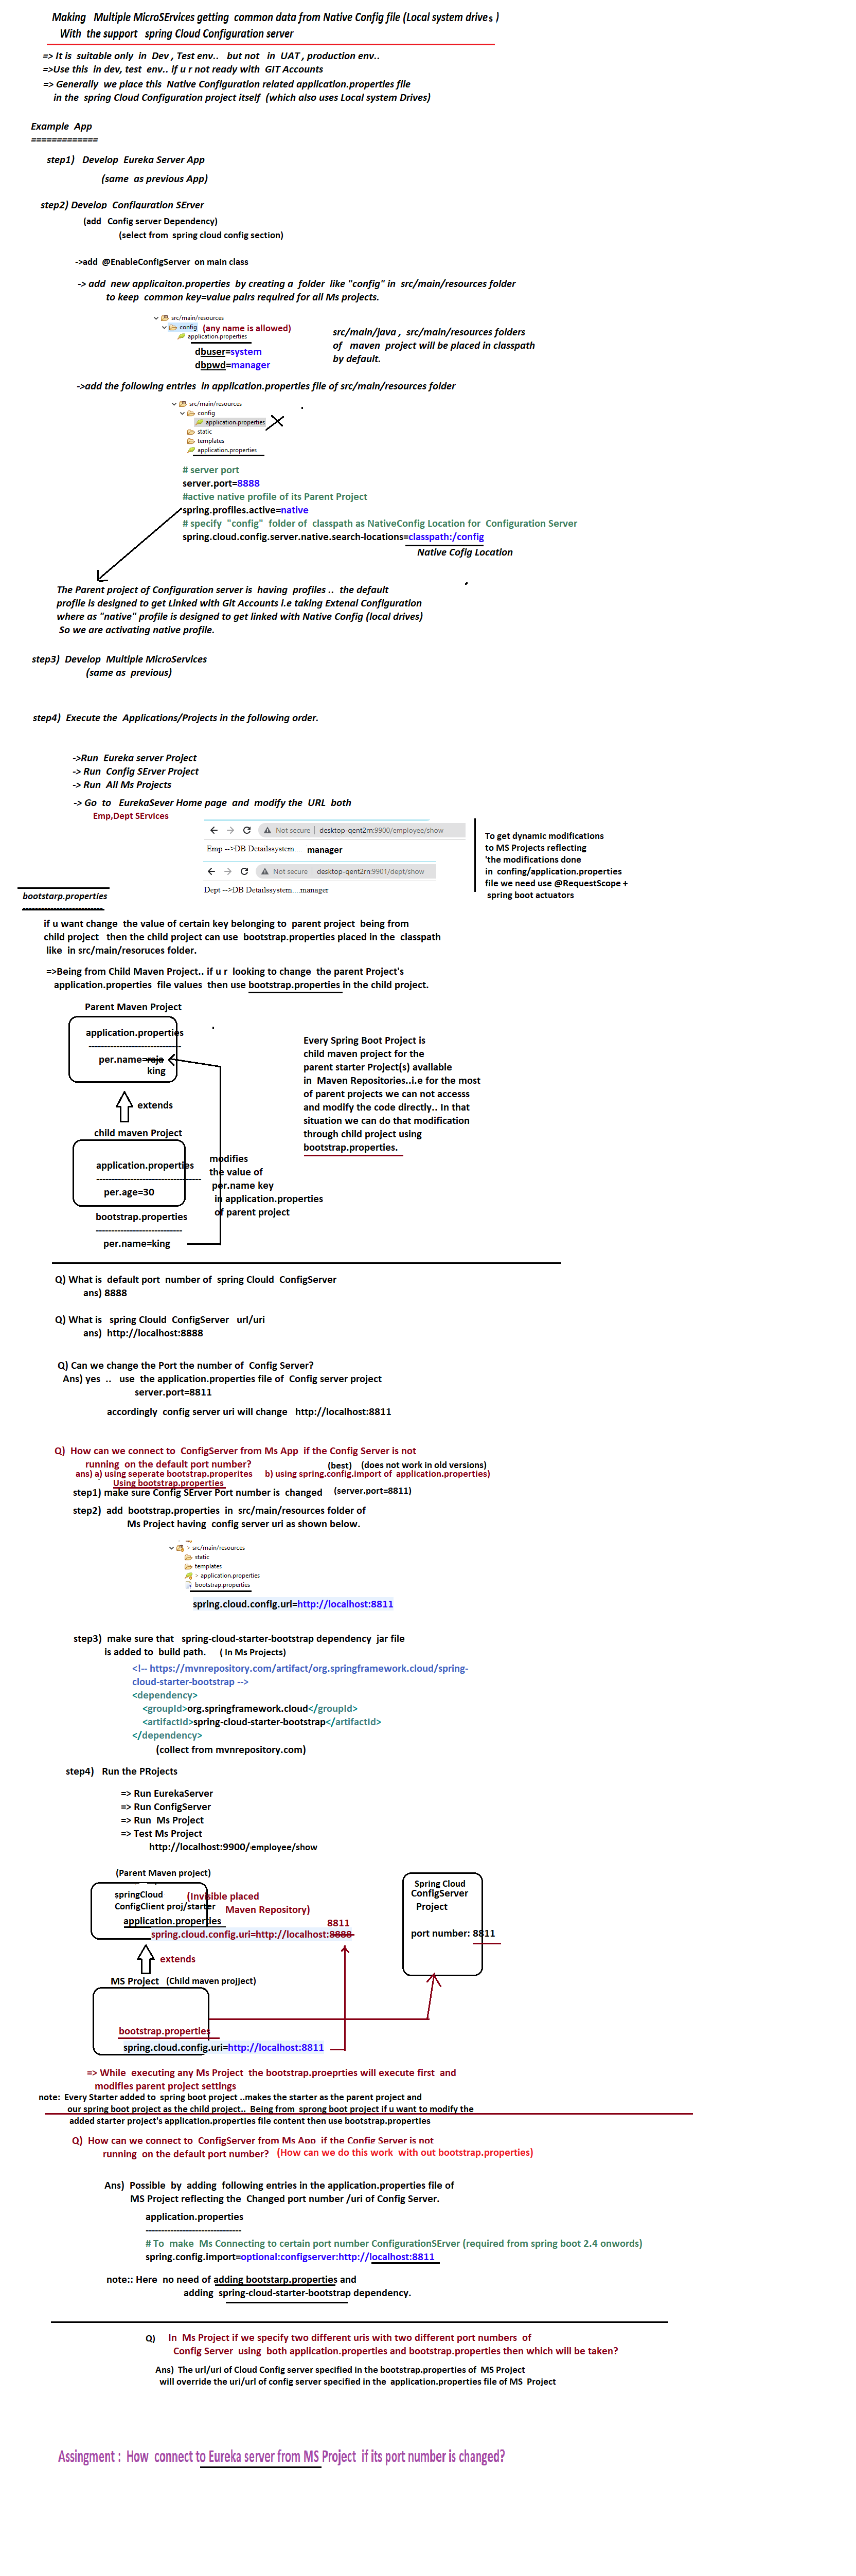 Making Multiple MicroSErvices getting common data from Native Config file (Local system drives )
With the support spring Cloud Configuration server
=> It is suitable only in Dev , Test env.. but not in UAT , production env..
=>Use this in dev, test env.. if u r not ready with GIT Accounts
=> Generally we place this Native Configuration related application.properties file
in the spring Cloud Configuration project itself (which also uses Local system Drives)
Example App
=============
step1) Develop Eureka Server App
(same as previous App)
step2) Develop Configuration SErver
(add Config server Dependency)
(select from spring cloud config section)
->add @EnableConfigServer on main class
-> add new applicaiton.properties by creating a folder like "config" in src/main/resources folder
to keep common key=value pairs required for all Ms projects.
src/main/resources
config (any name is allowed)
application.properties
dbuser=system
dbpwd=manager
src/main/java , src/main/resources folders
of maven project will be placed in classpath
by default.
->add the following entries in application.properties file of src/main/resources folder
src/main/resources
config
application.properties
static
templates
application.properties
# server port
server.port=8888
#active native profile of its Parent Project
spring.profiles.active=native
# specify "config" folder of classpath as NativeConfig Location for Configuration Server
spring.cloud.config.server.native.search-locations=classpath:/config
Native Cofig Location
The Parent project of Configuration server is having profiles .. the default
profile is designed to get Linked with Git Accounts i.e taking Extenal Configuration
where as "native" profile is designed to get linked with Native Config (local drives)
So we are activating native profile.
step3) Develop Multiple MicroServices
(same as previous)
step4) Execute the Applications/Projects in the following order.
->Run Eureka server Project
-> Run Config SErver Project
-> Run All Ms Projects
-> Go to EurekaSever Home page and modify the URL both
Emp,Dept SErvices
Not secure | desktop-qent2rn:9900/employee/show
Emp -->DB Detailssystem.... manager
Not secure | desktop-qent2rn:9901/dept/show
Dept -->DB Detailssystem....manager
To get dynamic modifications
to MS Projects reflecting
'the modifications done
in confing/application.properties
file we need use @RequestScope +
spring boot actuators
bootstarp.properties
--------------------------
if u want change the value of certain key belonging to parent project being from
child project then the child project can use bootstrap.properties placed in the classpath
like in src/main/resoruces folder.
=>Being from Child Maven Project.. if u r looking to change the parent Project's
application.properties file values then use bootstrap.properties in the child project.
Parent Maven Project
application.properties
------------------------------
per.name=raja
king
extends
child maven Project
application.properties
----------------------------------
per.age=30
bootstrap.properties
----------------------------
per.name=king
modifies
the value of
per.name key
in application.properties
of parent project
Every Spring Boot Project is
child maven project for the
parent starter Project(s) available
in Maven Repositories..i.e for the most
of parent projects we can not accesss
and modify the code directly.. In that
situation we can do that modification
through child project using
bootstrap.properties.
Q) What is default port number of spring Clould ConfigServer
ans) 8888
Q) What is spring Clould ConfigServer url/uri
ans) http://localhost:8888
Q) Can we change the Port the number of Config Server?
Ans) yes .. use the application.properties file of Config server project
server.port=8811
accordingly config server uri will change http://localhost:8811
Q) How can we connect to ConfigServer from Ms App if the Config Server is not
running on the default port number? (best) (does not work in old versions)
ans) a) using seperate bootstrap.properites b) using spring.config.import of application.properties)
Using bootstrap.properties
step1) make sure Config SErver Port number is changed (server.port=8811)
step2) add bootstrap.properties in src/main/resources folder of
Ms Project having config server uri as shown below.
> src/main/resources
static
templates
> application.properties
bootstrap.properties
spring.cloud.config.uri=http://localhost:8811
step3) make sure that spring-cloud-starter-bootstrap dependency jar file
is added to build path. ( In Ms Projects)
<!-- https://mvnrepository.com/artifact/org.springframework.cloud/spring-
cloud-starter-bootstrap -->
<dependency>
<groupId>org.springframework.cloud</groupId>
<artifactId>spring-cloud-starter-bootstrap</artifactId>
</dependency>
(collect from mvnrepository.com)
step4) Run the PRojects
=> Run EurekaServer
=> Run ConfigServer
=> Run Ms Project
=> Test Ms Project
http://localhost:9900/employee/show
(Parent Maven project)
springCloud
ConfigClient proj/starter
(Invisible placed
Maven Repository)
application.properties
8811
spring.cloud.config.uri=http://localhost:8888
extends
MS Project (Child maven projject)
bootstrap.properties
spring.cloud.config.uri=http://localhost:8811
Spring Cloud
ConfigServer
Project
port number: 8811
=> While executing any Ms Project the bootstrap.proeprties will execute first and
modifies parent project settings
note: Every Starter added to spring boot project ..makes the starter as the parent project and
our spring boot project as the child project.. Being from sprong boot project if u want to modify the
added starter project's application.properties file content then use bootstrap.properties
Q) How can we connect to ConfigServer from Ms App if the Config Server is not
running on the default port number? (How can we do this work with out bootstrap.properties)
Ans) Possible by adding following entries in the application.properties file of
MS Project reflecting the Changed port number /uri of Config Server.
application.properties
-------------------------------
# To make Ms Connecting to certain port number ConfigurationSErver (required from spring boot 2.4 onwords)
spring.config.import=optional:configserver:http://localhost:8811
note:: Here no need of adding bootstarp.properties and
adding spring-cloud-starter-bootstrap dependency.
Q) In Ms Project if we specify two different uris with two different port numbers of
Config Server using both application.properties and bootstrap.properties then which will be taken?
Ans) The url/uri of Cloud Config server specified in the bootstrap.properties of MS Project
will override the uri/url of config server specified in the application.properties file of MS Project
Assingment : How connect to Eureka server from MS Project if its port number is changed?